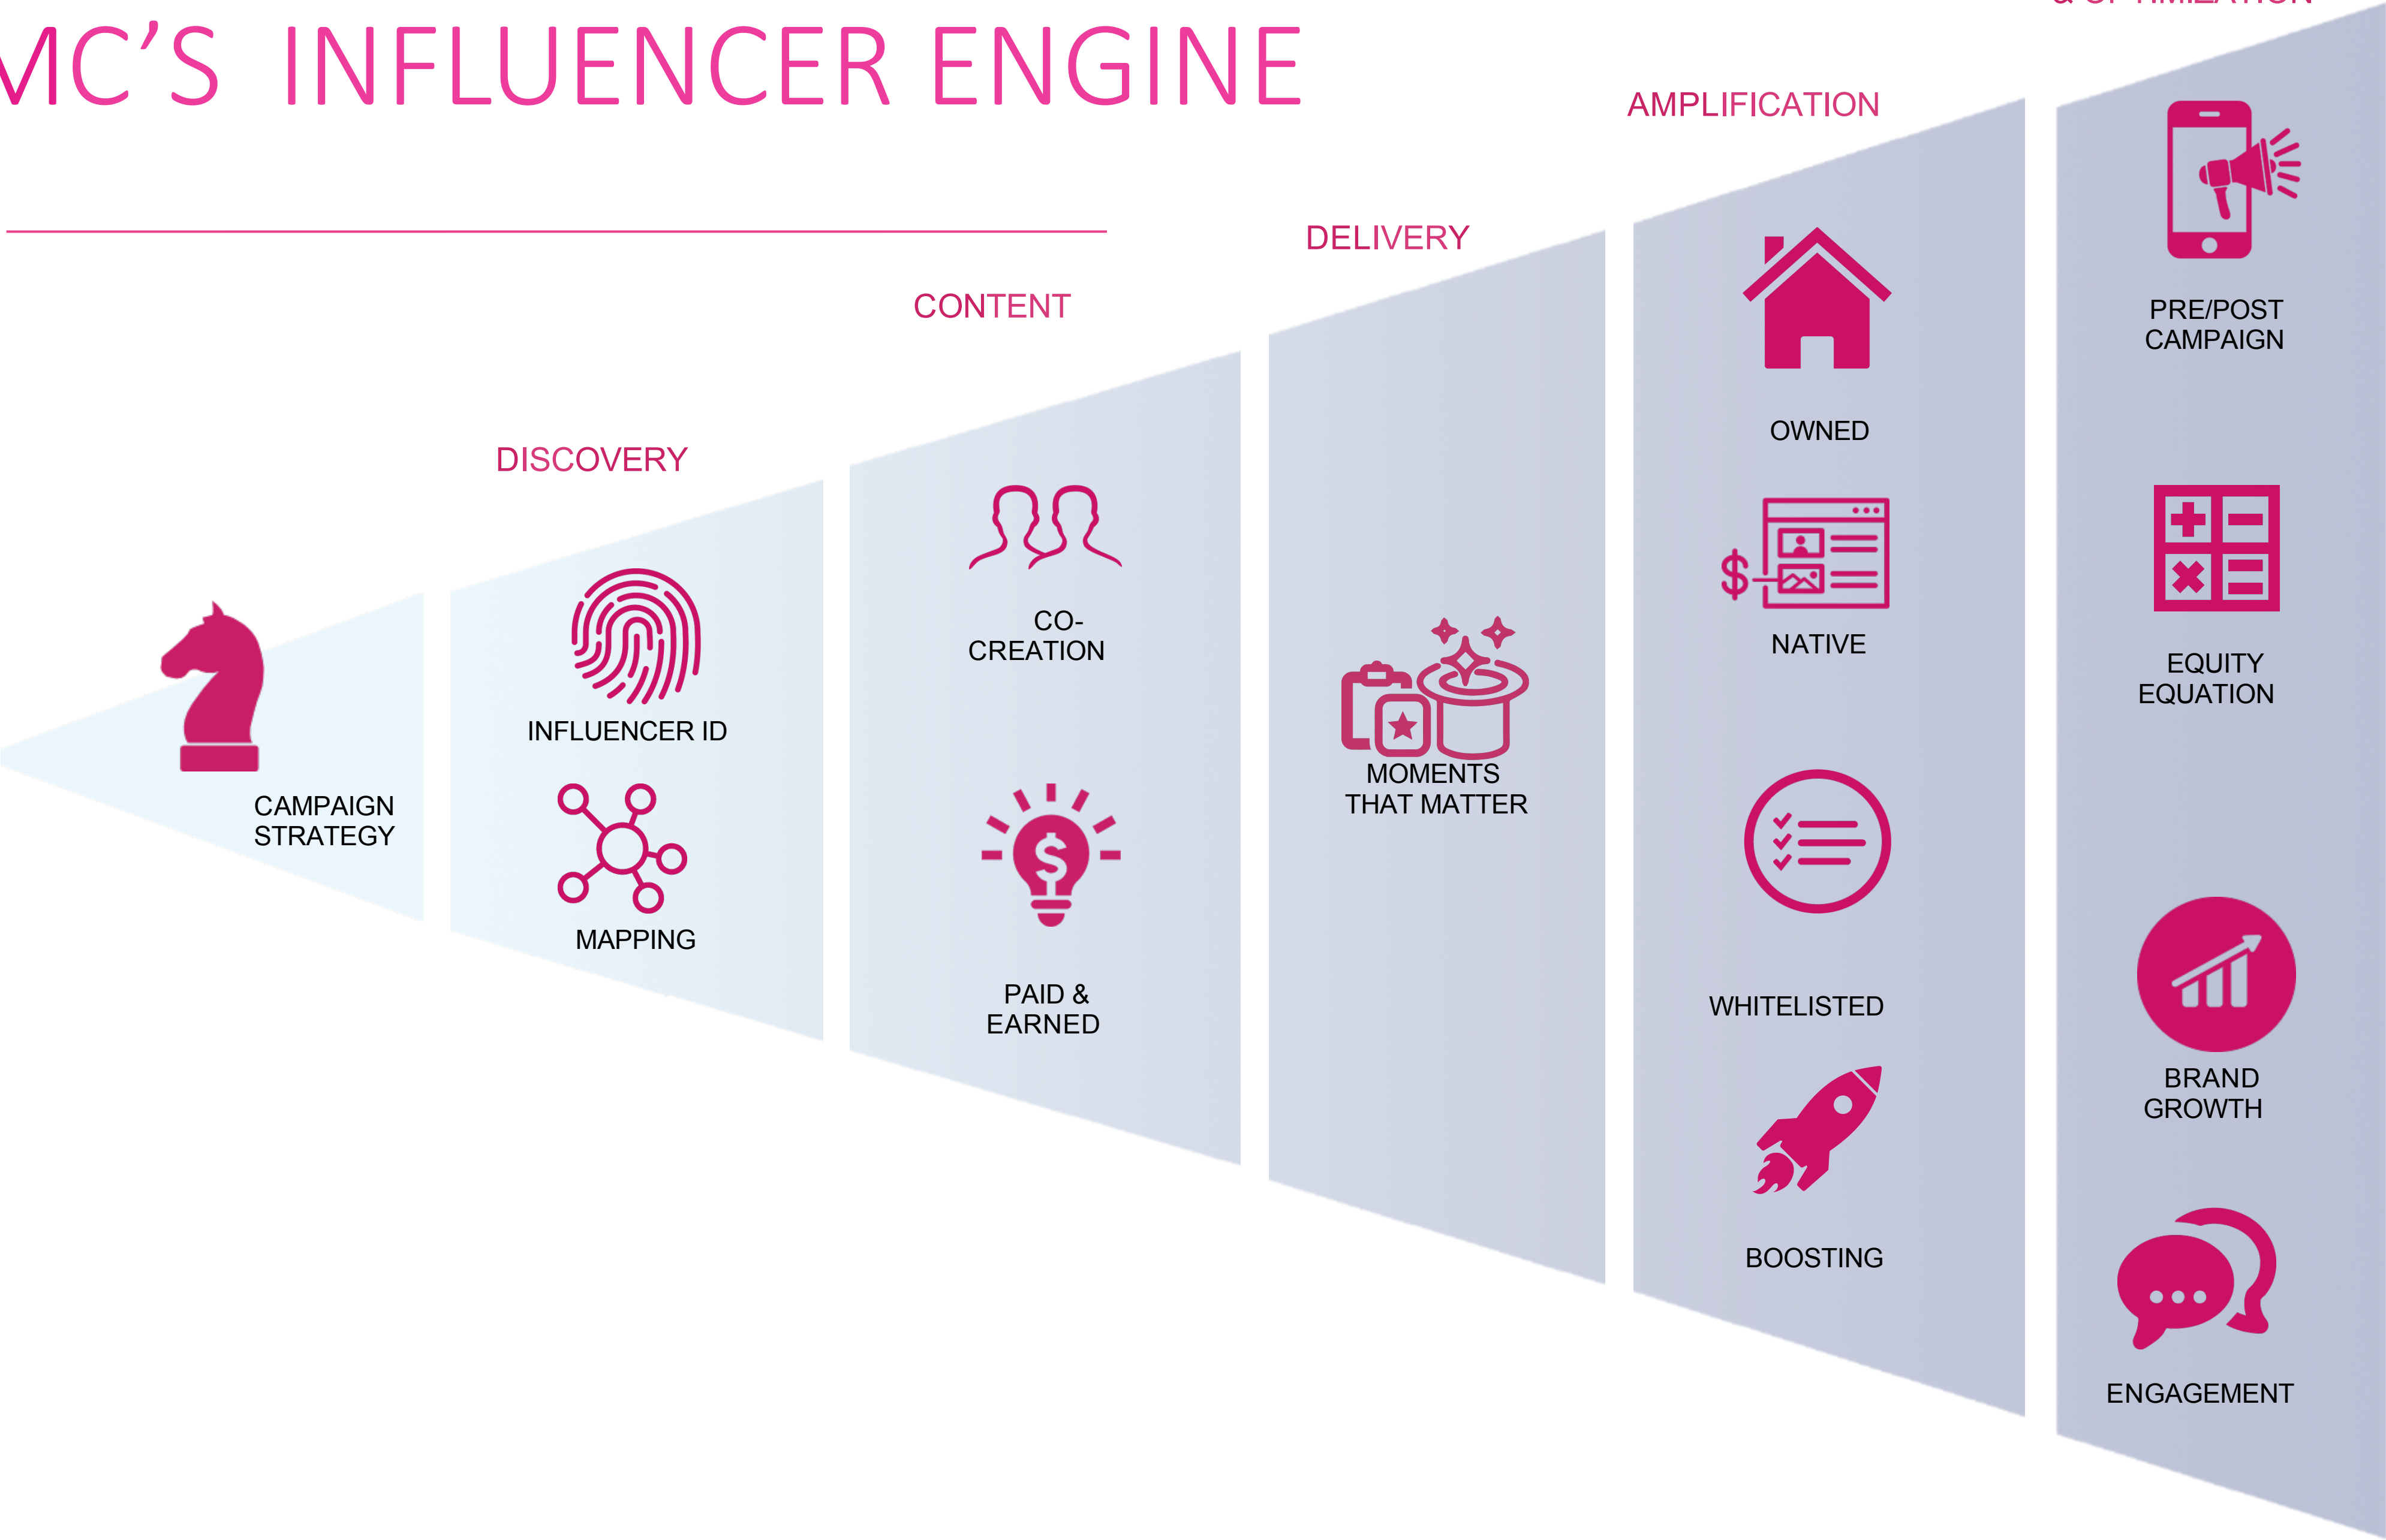 MC’S INFLUENCER ENGINE
CAMPAIGN
STRATEGY
DISCOVERY
INFLUENCER ID
MAPPING
CONTENT
CO-
CREATION
PAID &
EARNED
DELIVERY
MOMENTS
THAT MATTER
AMPLIFICATION
OWNED
NATIVE
WHITELISTED
BOOSTING
& OPTIMIZATION
PRE/POST
CAMPAIGN
EQUITY
EQUATION
BRAND
GROWTH
ENGAGEMENT